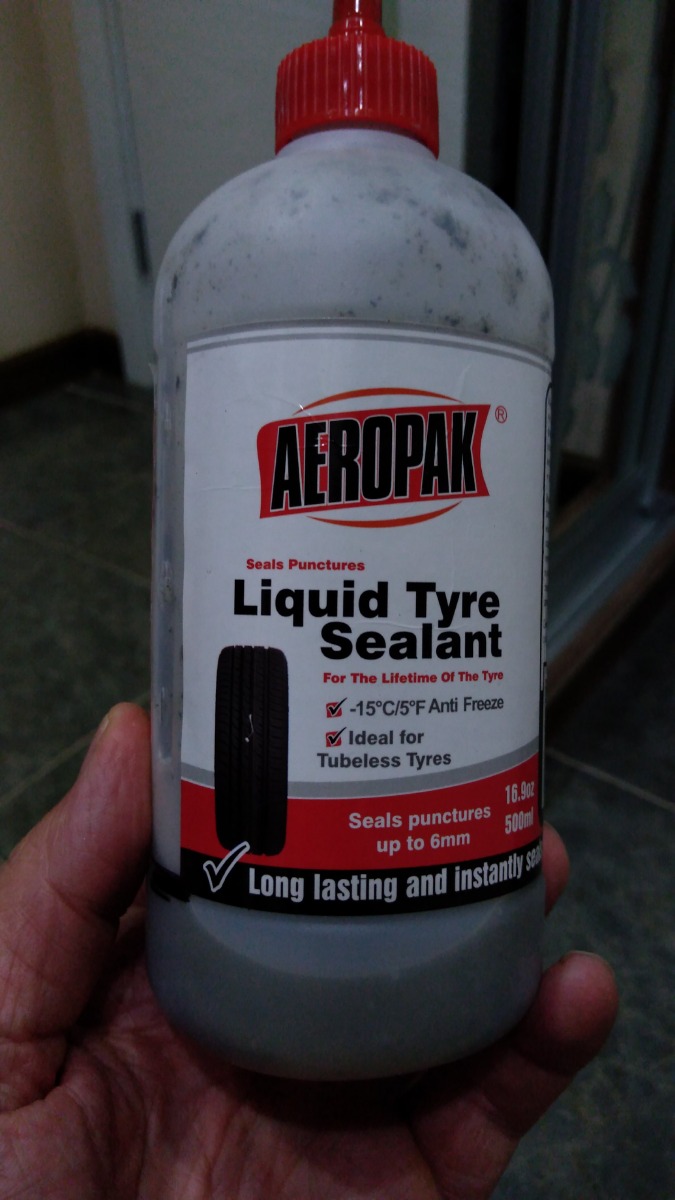 AEROPAK®
Seals Punctures
Liquid Tyre
Sealant
For The Lifetime Of The Tyre
-15°C/5°F Anti Freeze
Ideal for
Tubeless Tyres
16.9oz
500ml
Seals punctures
up to 6mm
Long lasting and instantly